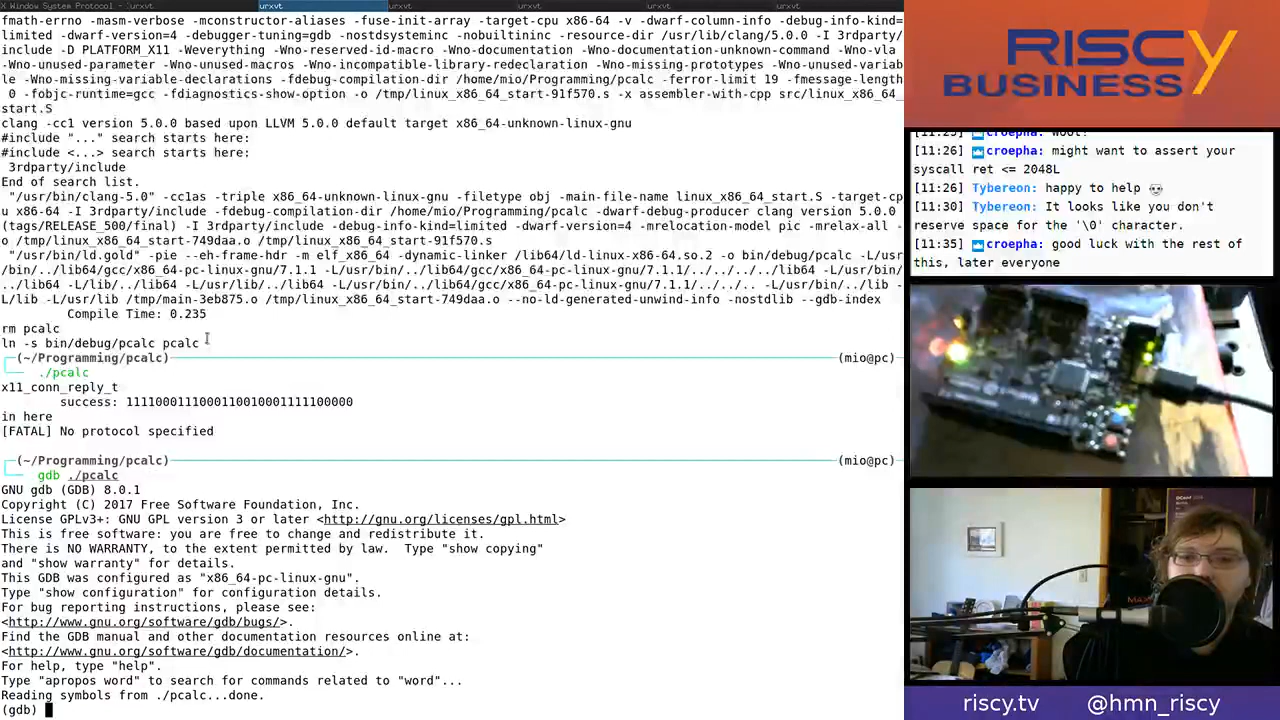 X Window System Protocol - urxvt
urxvt
urxvt
urxvt
urxvt
urxvt
fmath-errno -masm-verbose -mconstructor-aliases -fuse-init-array -target-cpu x86-64 -v -dwarf-column-info -debug-info-kind=
limited -dwarf-version=4 -debugger-tuning=gdb -nostdsysteminc -nobuiltininc -resource-dir /usr/lib/clang/5.0.0 -I 3rdparty/
include -D PLATFORM_X11 -Weverything -Wno-reserved-id-macro -Wno-documentation -Wno-documentation-unknown-command -Wno-vla
-Wno-unused-parameter -Wno-unused-macros -Wno-incompatible-library-redeclaration -Wno-missing-prototypes -Wno-unused-variab
le -Wno-missing-variable-declarations -fdebug-compilation-dir /home/mio/Programming/pcalc -ferror-limit 19 -fmessage-length
0 -fobjc-runtime=gcc -fdiagnostics-show-option -o /tmp/linux_x86_64_start-91f570.s -x assembler-with-cpp src/linux_x86_64_
start.S
clang -cc1 version 5.0.0 based upon LLVM 5.0.0 default target x86_64-unknown-linux-gnu
#include "..." search starts here:
#include <...> search starts here:
3rdparty/include
End of search list.
"/usr/bin/clang-5.0" -cc1as -triple x86_64-unknown-linux-gnu -filetype obj -main-file-name linux_x86_64_start.S -target-cp
u x86-64 -I 3rdparty/include -fdebug-compilation-dir /home/mio/Programming/pcalc -dwarf-debug-producer clang version 5.0.0
(tags/RELEASE_500/final) -I 3rdparty/include -debug-info-kind=limited -dwarf-version=4 -mrelocation-model pic -mrelax-all -
o /tmp/linux_x86_64_start-749daa.o /tmp/linux_x86_64_start-91f570.s
"/usr/bin/ld.gold" -pie --eh-frame-hdr -m elf_x86_64 -dynamic-linker /lib64/ld-linux-x86-64.so.2 -o bin/debug/pcalc -L/usr
/bin/../lib64/gcc/x86_64-pc-linux-gnu/7.1.1 -L/usr/bin/../lib64/gcc/x86_64-pc-linux-gnu/7.1.1/../../../../lib64 -L/usr/bin/
../lib64 -L/lib/../lib64 -L/usr/lib/../lib64 -L/usr/bin/../lib64/gcc/x86_64-pc-linux-gnu/7.1.1/../../.. -L/usr/bin/../lib -
L/lib -L/usr/lib /tmp/main-3eb875.o /tmp/linux_x86_64_start-749daa.o --no-ld-generated-unwind-info -nostdlib --gdb-index
Compile Time: 0.235
rm pcalc
ln -s bin/debug/pcalc pcalc
(~/Programming/pcalc) (mio@pc)
./pcalc
x11_conn_reply_t
success: 1111000111000110010001111100000
in here
[FATAL] No protocol specified
(~/Programming/pcalc) (mio@pc)
gdb ./pcalc
GNU gdb (GDB) 8.0.1
Copyright (C) 2017 Free Software Foundation, Inc.
License GPLv3+: GNU GPL version 3 or later <http://gnu.org/licenses/gpl.html>
This is free software: you are free to change and redistribute it.
There is NO WARRANTY, to the extent permitted by law. Type "show copying"
and "show warranty" for details.
This GDB was configured as "x86_64-pc-linux-gnu".
Type "show configuration" for configuration details.
For bug reporting instructions, please see:
<http://www.gnu.org/software/gdb/bugs/>.
Find the GDB manual and other documentation resources online at:
<http://www.gnu.org/software/gdb/documentation/>.
For help, type "help".
Type "apropos word" to search for commands related to "word"...
Reading symbols from ./pcalc...done.
(gdb)
RISCY
BUSINESS
[11:25] croepha: woot!
[11:26] croepha: might want to assert your
syscall ret <= 2048L
[11:26] Tybereon: happy to help
[11:30] Tybereon: It looks like you don't
reserve space for the '\0' character.
[11:35] croepha: good luck with the rest of
this, later everyone
riscy.tv @hmn_riscy